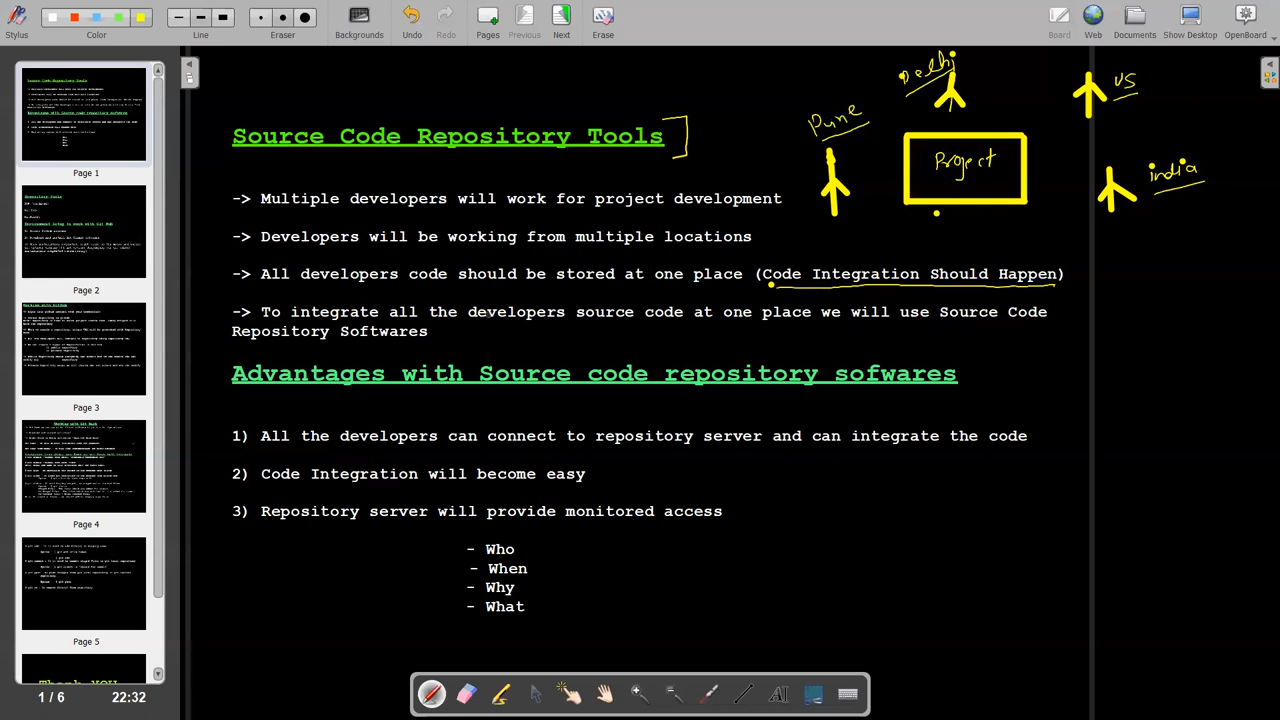 Stylus
Color
Line
Eraser
Backgrounds
Undo
Redo
Pages
Previous
Next
Erase
Board
Web
Documents
Show Desktop
OpenBoard
Page 1
Page 2
Page 3
Page 4
Page 5
Thank YOU
1 / 6
22:32
Source Code Repository Tools
Delhi
US
Pune
Project
india
-> Multiple developers will work for project development
-> Developers will be working from multiple locations
-> All developers code should be stored at one place (Code Integration Should Happen)
-> To integrate all the developers source code at one place we will use Source Code
Repository Softwares
Advantages with Source code repository sofwares
1) All the developers can connect to repository server and can integrate the code
2) Code Integration will become easy
3) Repository server will provide monitored access
- Who
- When
- Why
- What